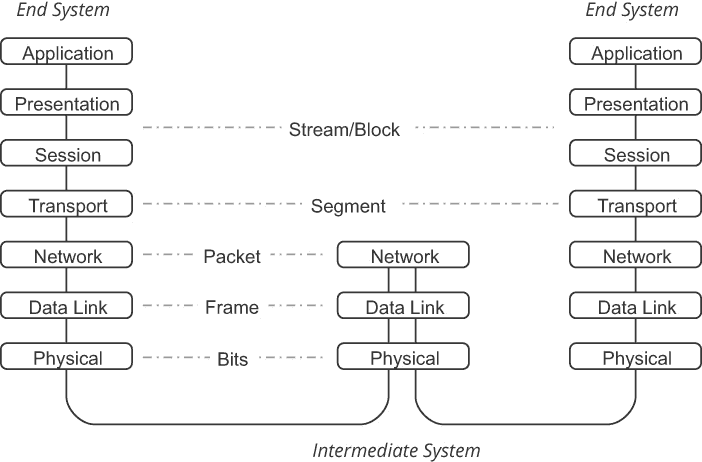 End System
End System
Application
Application
Presentation
Presentation
Stream/Block
Session
Session
Transport
Segment
Transport
Network
Packet
Network
Network
Data Link
Frame
Data Link
Data Link
Physical
Bits
Physical
Physical
Intermediate System